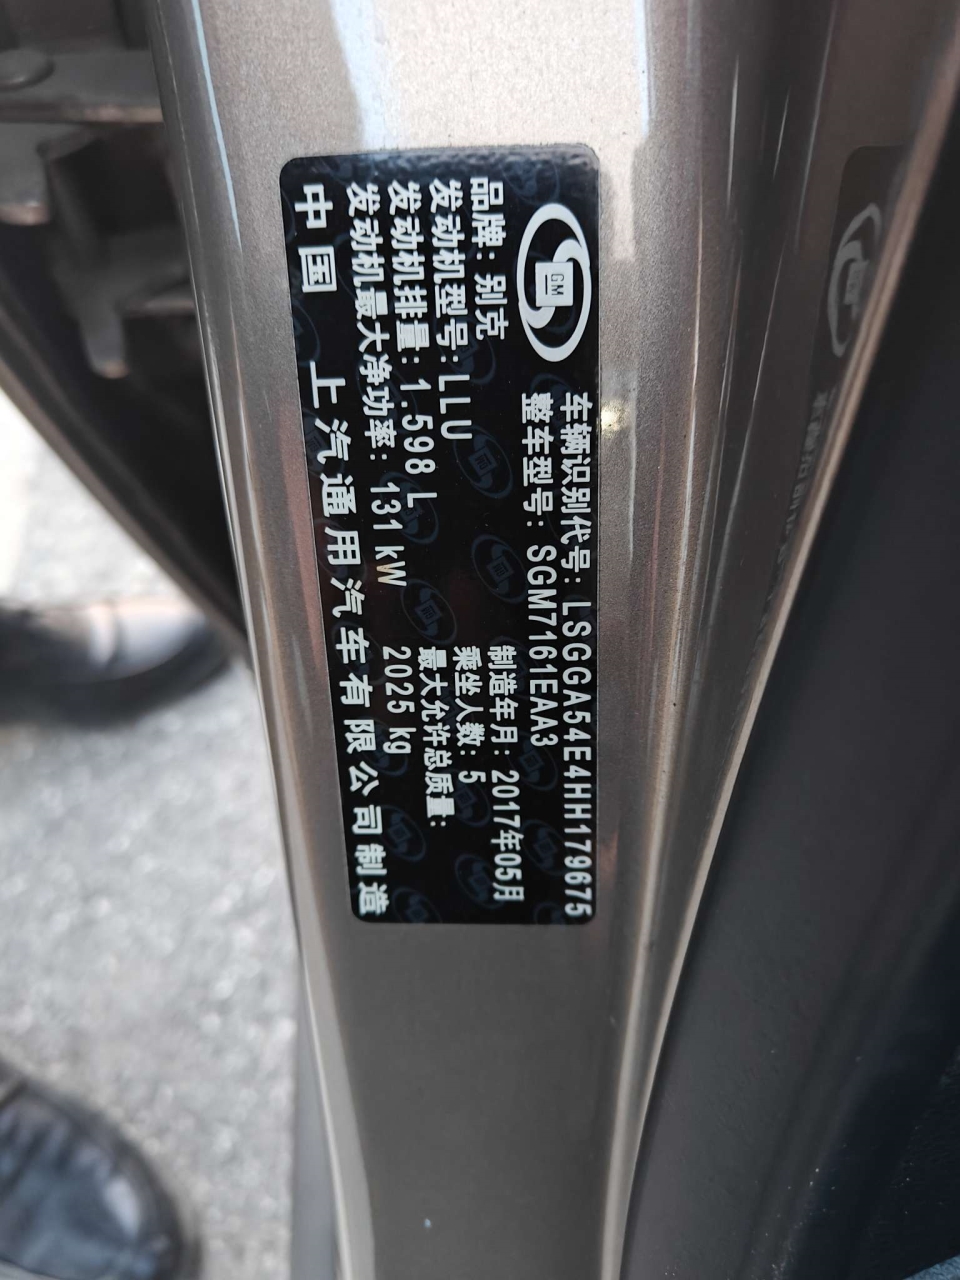 GM
车辆识别代号: LSGGA54E4HH179675
整车型号: SGM7161EAA3
品牌: 别克
制造年月: 2017年05月
发动机型号: LLU
乘坐人数: 5
发动机排量: 1.598L
最大允许总质量:
2025 kg
发动机最大净功率: 131 kW
中国 上汽通用汽车有限公司制造